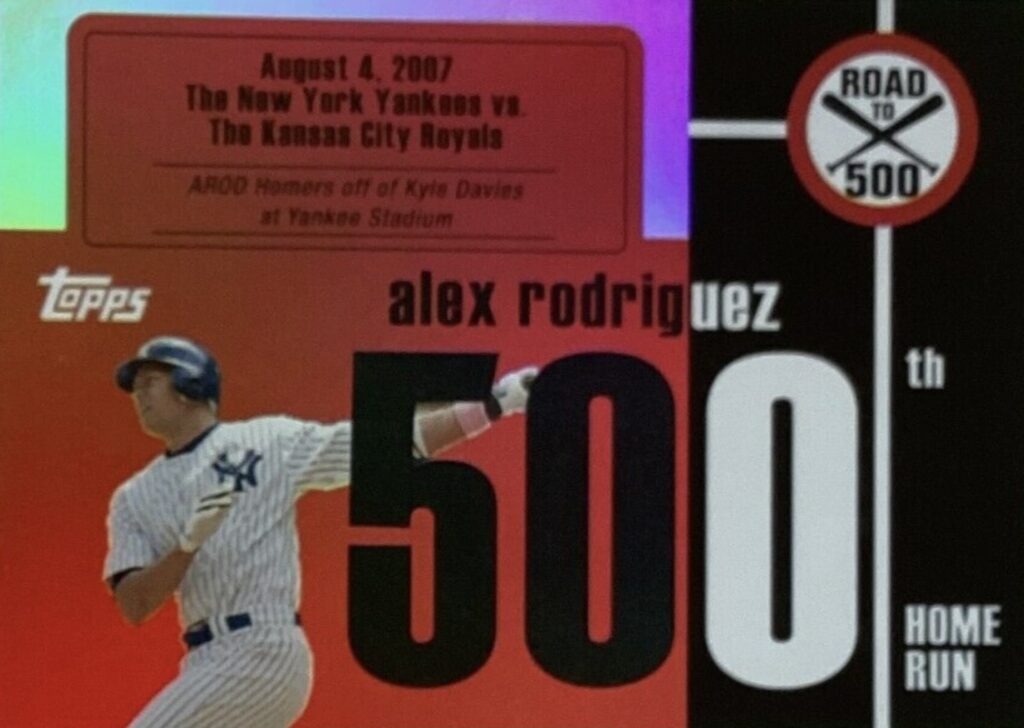 August 4, 2007
The New York Yankees vs.
The Kansas City Royals
AROD Homers off of Kyle Davies
at Yankee Stadium
ROAD
TO
500
topps
alex rodriguez
500
th
HOME
RUN
NY